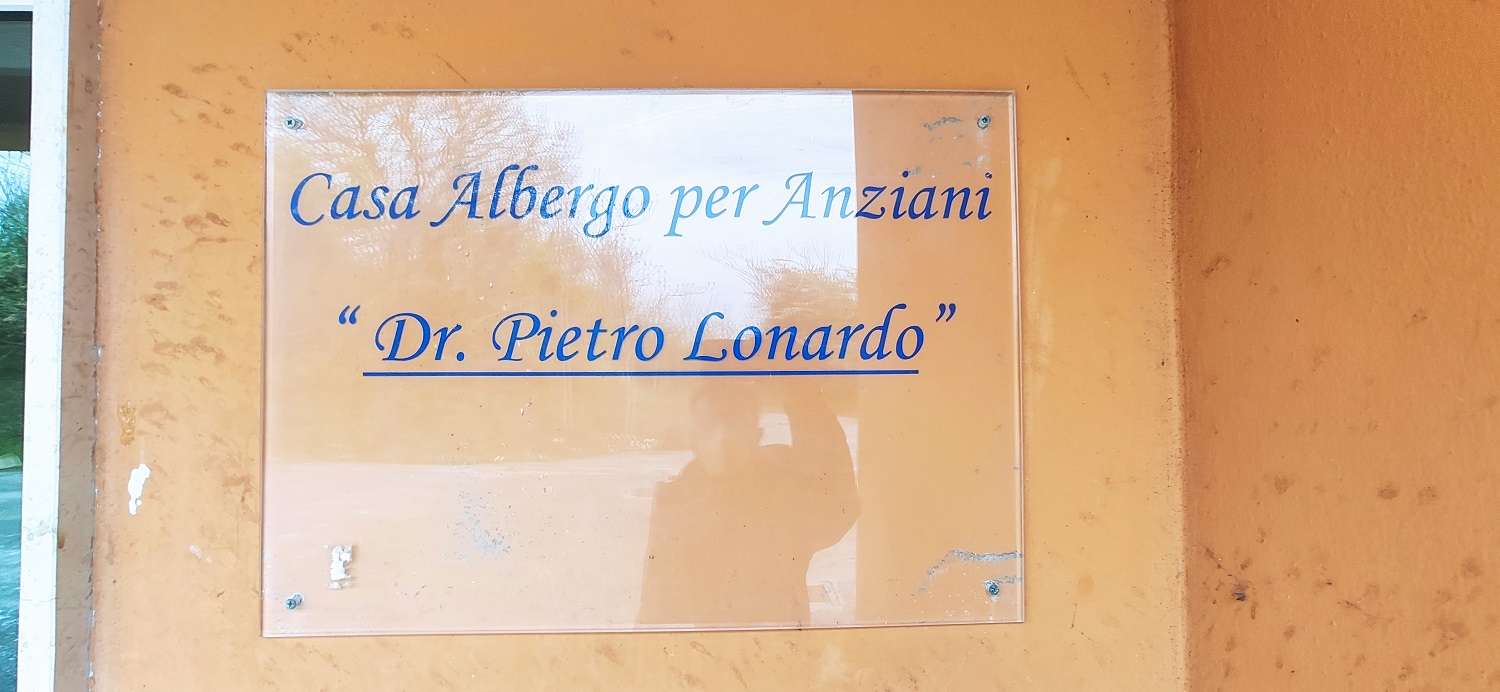 Casa Albergo per Anziani
“ Dr. Pietro Lonardo”